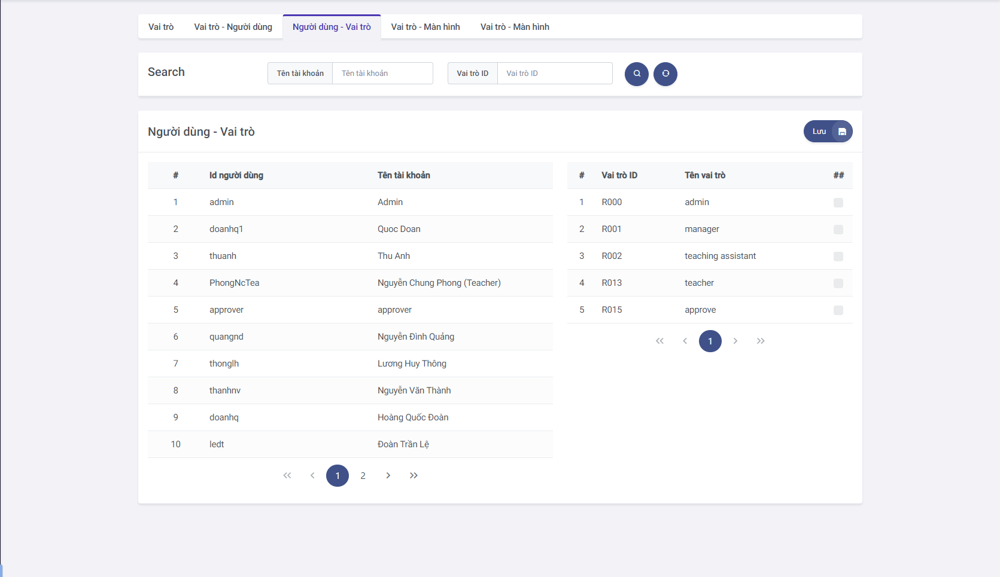 Vai trò
Vai trò - Người dùng
Người dùng - Vai trò
Vai trò - Màn hình
Vai trò - Màn hình
Search
Tên tài khoản
Tên tài khoản
Vai trò ID
Vai trò ID
Người dùng - Vai trò
Lưu
# Id người dùng Tên tài khoản
1 admin Admin
2 doanhq1 Quoc Doan
3 thuanh Thu Anh
4 PhongNcTea Nguyễn Chung Phong (Teacher)
5 approver approver
6 quangnd Nguyễn Đình Quảng
7 thonglh Lương Huy Thông
8 thanhnv Nguyễn Văn Thành
9 doanhq Hoàng Quốc Đoàn
10 ledt Đoàn Trần Lệ
1 2
# Vai trò ID Tên vai trò ##
1 R000 admin
2 R001 manager
3 R002 teaching assistant
4 R013 teacher
5 R015 approve
1